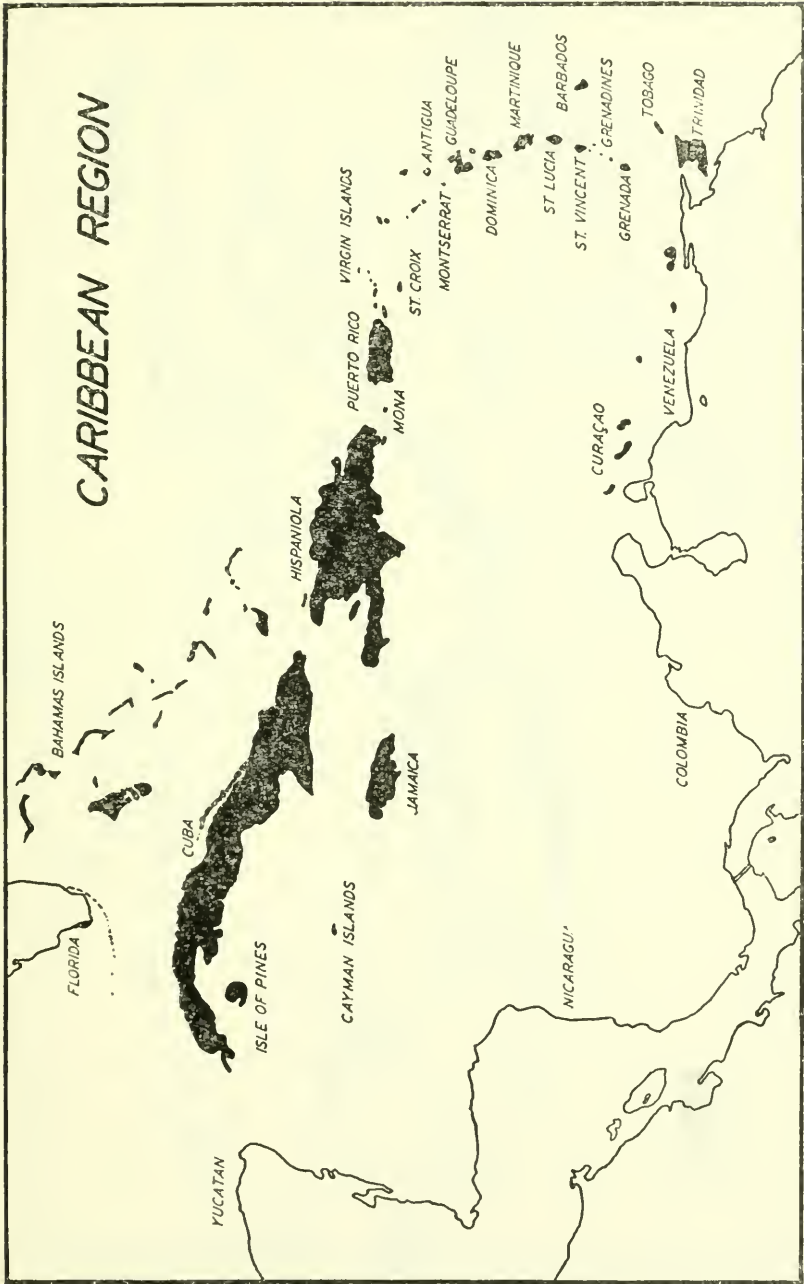 CARIBBEAN REGION
BAHAMAS ISLANDS
FLORIDA
CUBA
ISLE OF PINES
CAYMAN ISLANDS
JAMAICA
HISPANIOLA
PUERTO RICO
MONA
VIRGIN ISLANDS
ST. CROIX
ANTIGUA
MONTSERRAT
GUADELOUPE
DOMINICA
MARTINIQUE
ST LUCIA
BARBADOS
ST. VINCENT
GRENADINES
GRENADA
TOBAGO
TRINIDAD
YUCATAN
NICARAGU
COLOMBIA
CURAÇAO
VENEZUELA